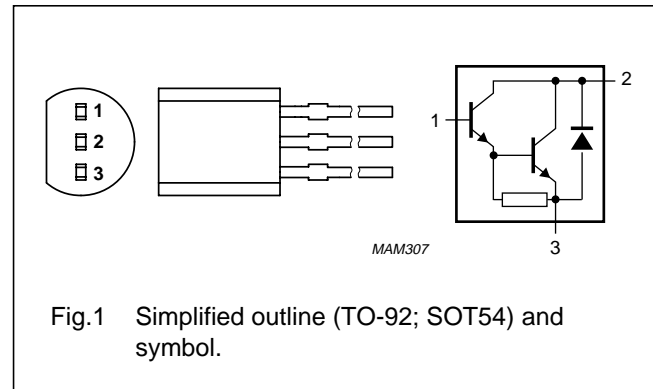 1
2
3
1
2
3
MAM307
Fig.1 Simplified outline (TO-92; SOT54) and
symbol.